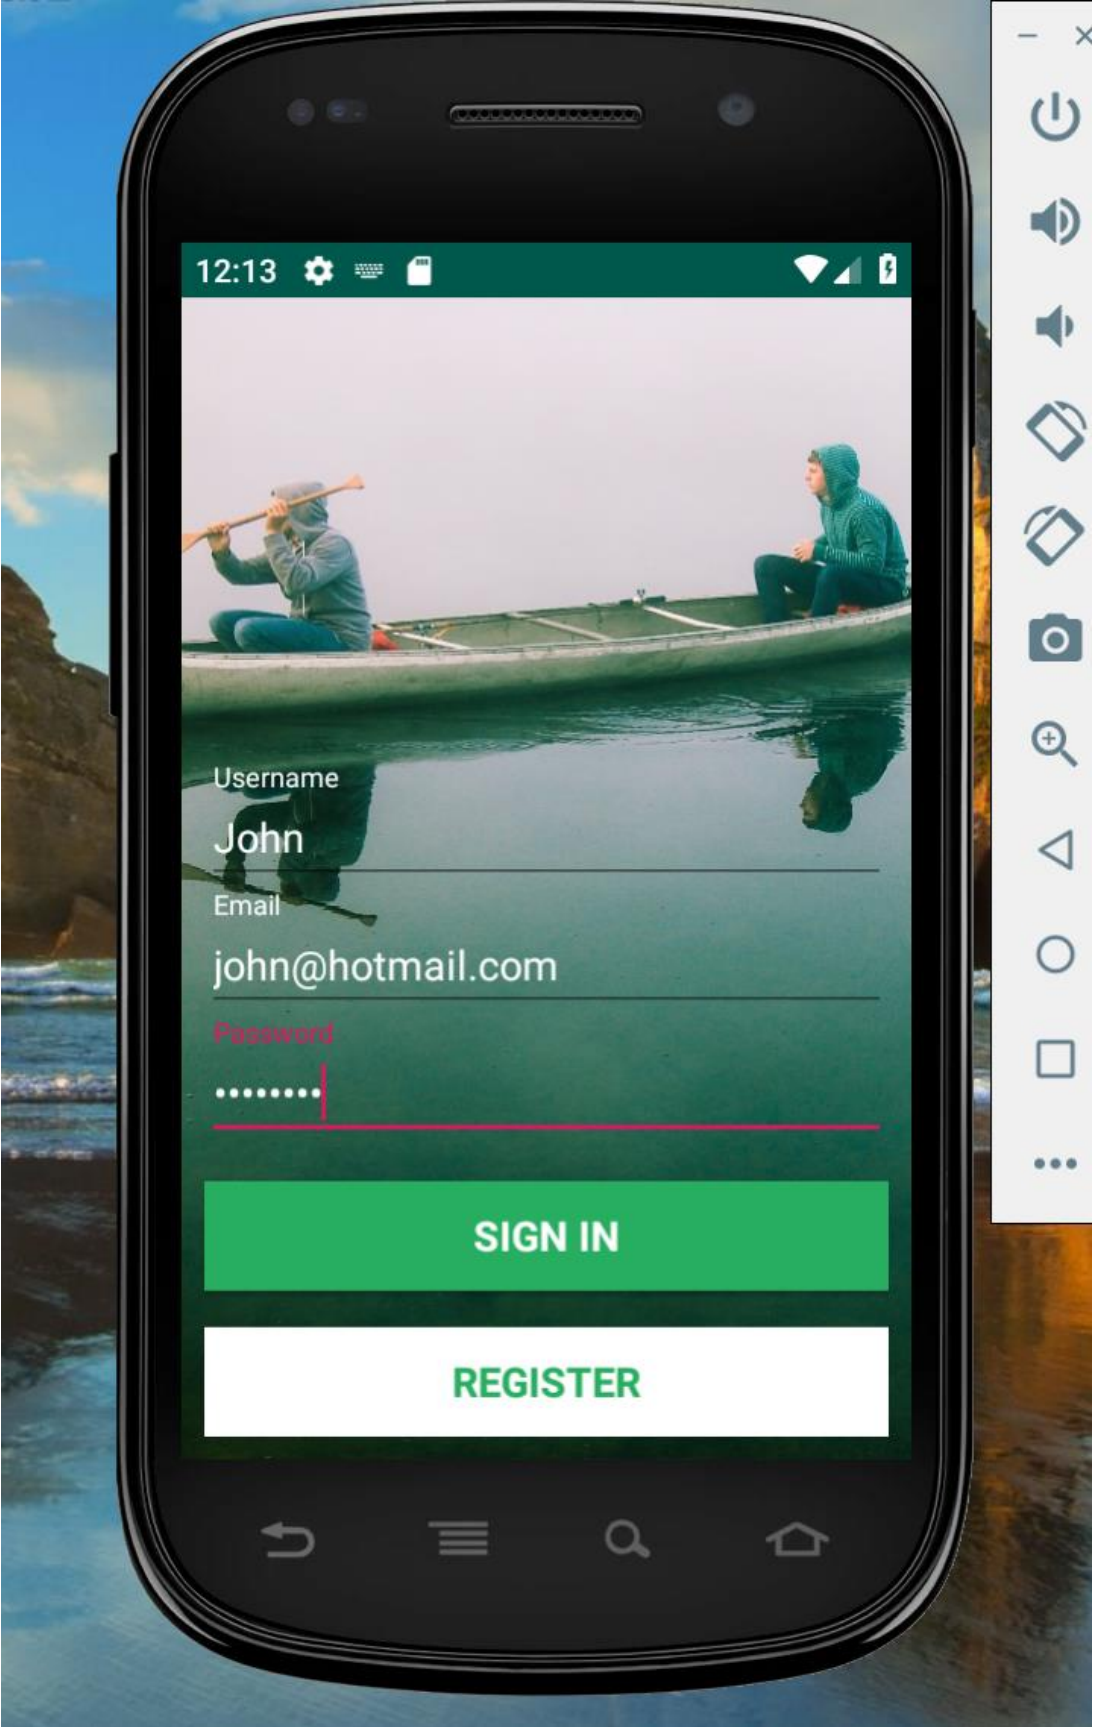 12:13
Username
John
Email
john@hotmail.com
Password
••••••••
SIGN IN
REGISTER